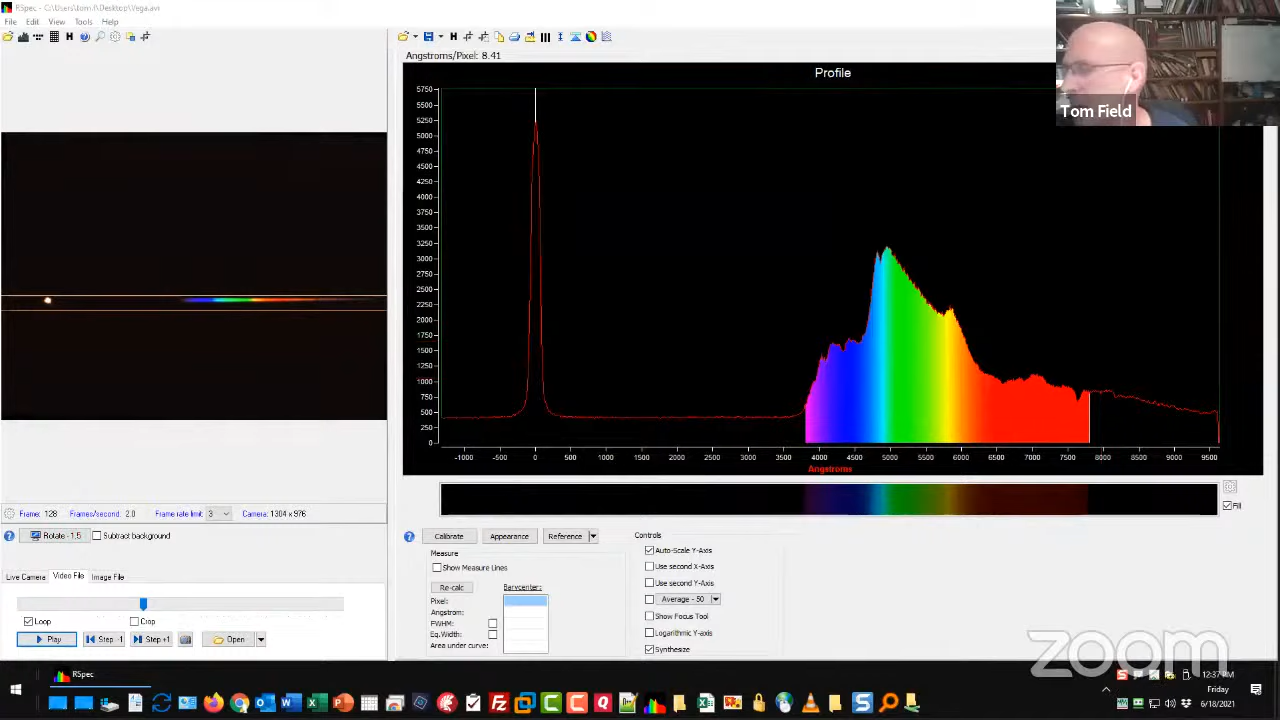 RSpec - C:\Users\tom f\Desktop\Vega.avi
File Edit View Tools Help
Angstroms/Pixel: 8.41
Profile
Tom Field
5750
5500
5250
5000
4750
4500
4250
4000
3750
3500
3250
3000
2750
2500
2250
2000
1750
1500
1250
1000
750
500
250
0
-1000 -500 0 500 1000 1500 2000 2500 3000 3500 4000 4500 5000 5500 6000 6500 7000 7500 8000 8500 9000 9500
Angstroms
Fill
Frame: 128 Frames/second: 2.0 Frame rate limit: 3 Camera: 1304 x 976
Rotate - 1.5 Subtract background
Live Camera Video File Image File
Loop Crop
Play Step -1 Step +1 Open
Calibrate Appearance Reference
Measure
Show Measure Lines
Re-calc Barycenter:
Pixel:
Angstrom:
FWHM:
Eq.Width:
Area under curve:
Controls
Auto-Scale Y-Axis
Use second X-Axis
Use second Y-Axis
Average - 50
Show Focus Tool
Logarithmic Y-axis
Synthesize
zoom
RSpec
12:37 PM
Friday
6/18/2021